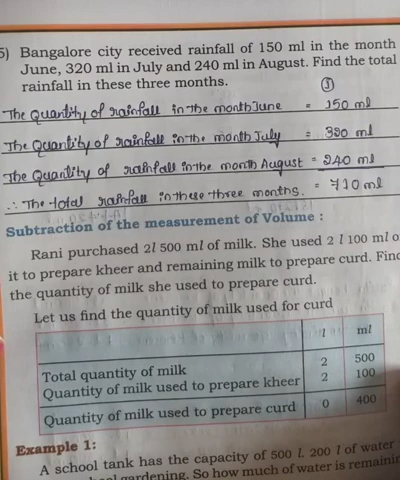 5) Bangalore city received rainfall of 150 ml in the month
June, 320 ml in July and 240 ml in August. Find the total
rainfall in these three months.
①
The Quantity of rainfall in the month June = 150 ml
The Quantity of rainfall in the month July = 320 ml
The Quantity of rainfall in the month August = 240 ml
∴ The total rainfall in these three months. = 710 ml
Subtraction of the measurement of Volume :
Rani purchased 2l 500 ml of milk. She used 2 l 100 ml o
it to prepare kheer and remaining milk to prepare curd. Find
the quantity of milk she used to prepare curd.
Let us find the quantity of milk used for curd
l ml
Total quantity of milk 2 500
Quantity of milk used to prepare kheer 2 100
Quantity of milk used to prepare curd 0 400
Example 1:
A school tank has the capacity of 500 l. 200 l of water
gardening. So how much of water is remainin